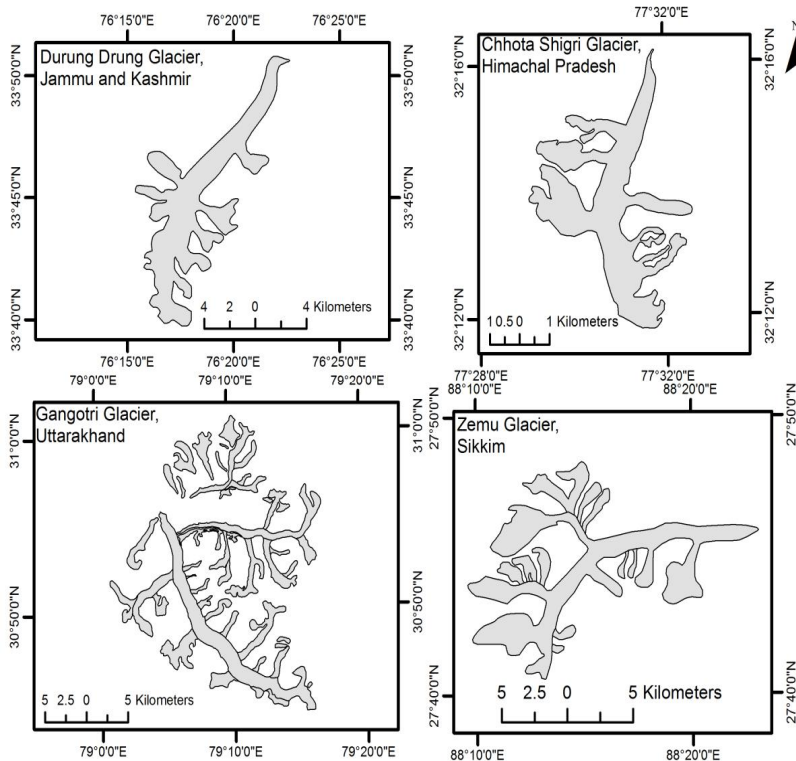 76°15'0"E 76°20'0"E 76°25'0"E
Durung Drung Glacier,
Jammu and Kashmir
33°50'0"N
33°45'0"N
33°40'0"N
33°50'0"N
33°45'0"N
33°40'0"N
4 2 0 4 Kilometers
76°15'0"E 76°20'0"E 76°25'0"E
77°32'0"E
N
Chhota Shigri Glacier,
Himachal Pradesh
32°16'0"N
32°12'0"N
32°16'0"N
32°12'0"N
1 0.5 0 1 Kilometers
77°28'0"E 77°32'0"E
79°0'0"E 79°10'0"E 79°20'0"E
Gangotri Glacier,
Uttarakhand
31°0'0"N
30°50'0"N
31°0'0"N
30°50'0"N
5 2.5 0 5 Kilometers
79°0'0"E 79°10'0"E 79°20'0"E
88°10'0"E 88°20'0"E
Zemu Glacier,
Sikkim
27°50'0"N
27°40'0"N
27°50'0"N
27°40'0"N
5 2.5 0 5 Kilometers
88°10'0"E 88°20'0"E